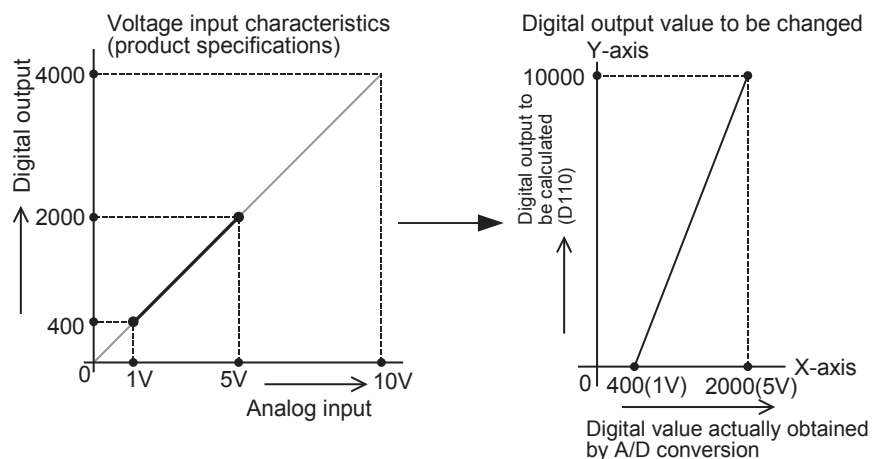 Voltage input characteristics
(product specifications)
4000
2000
400
0
1V
5V
10V
Digital output
Analog input
Digital output value to be changed
Y-axis
10000
Digital output to
be calculated
(D110)
0
400(1V)
2000(5V)
X-axis
Digital value actually obtained
by A/D conversion